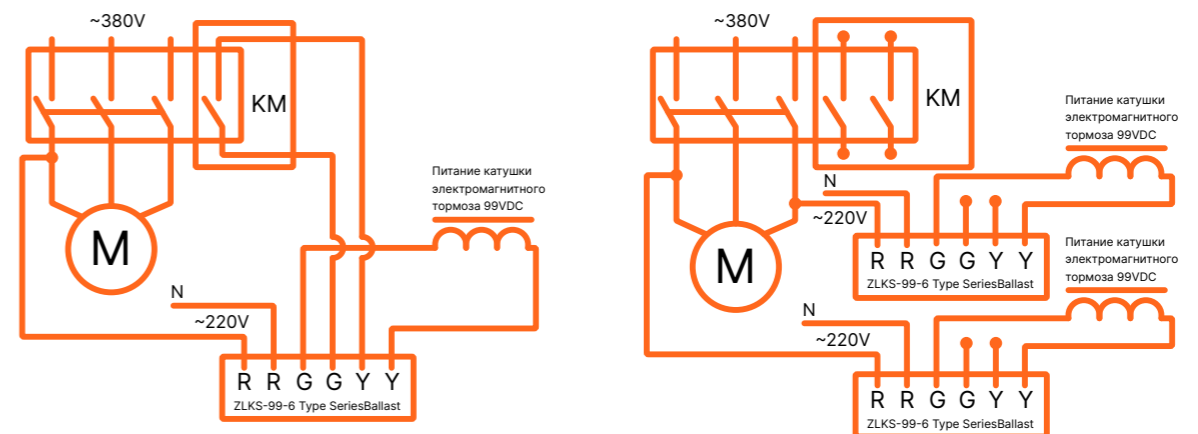 ~380V
KM
Питание катушки
электромагнитного
тормоза 99VDC
M
N
~220V
R R G G Y Y
ZLKS-99-6 Type SeriesBallast
~380V
KM
Питание катушки
электромагнитного
тормоза 99VDC
N
~220V
M
R R G G Y Y
ZLKS-99-6 Type SeriesBallast
Питание катушки
электромагнитного
тормоза 99VDC
N
~220V
R R G G Y Y
ZLKS-99-6 Type SeriesBallast